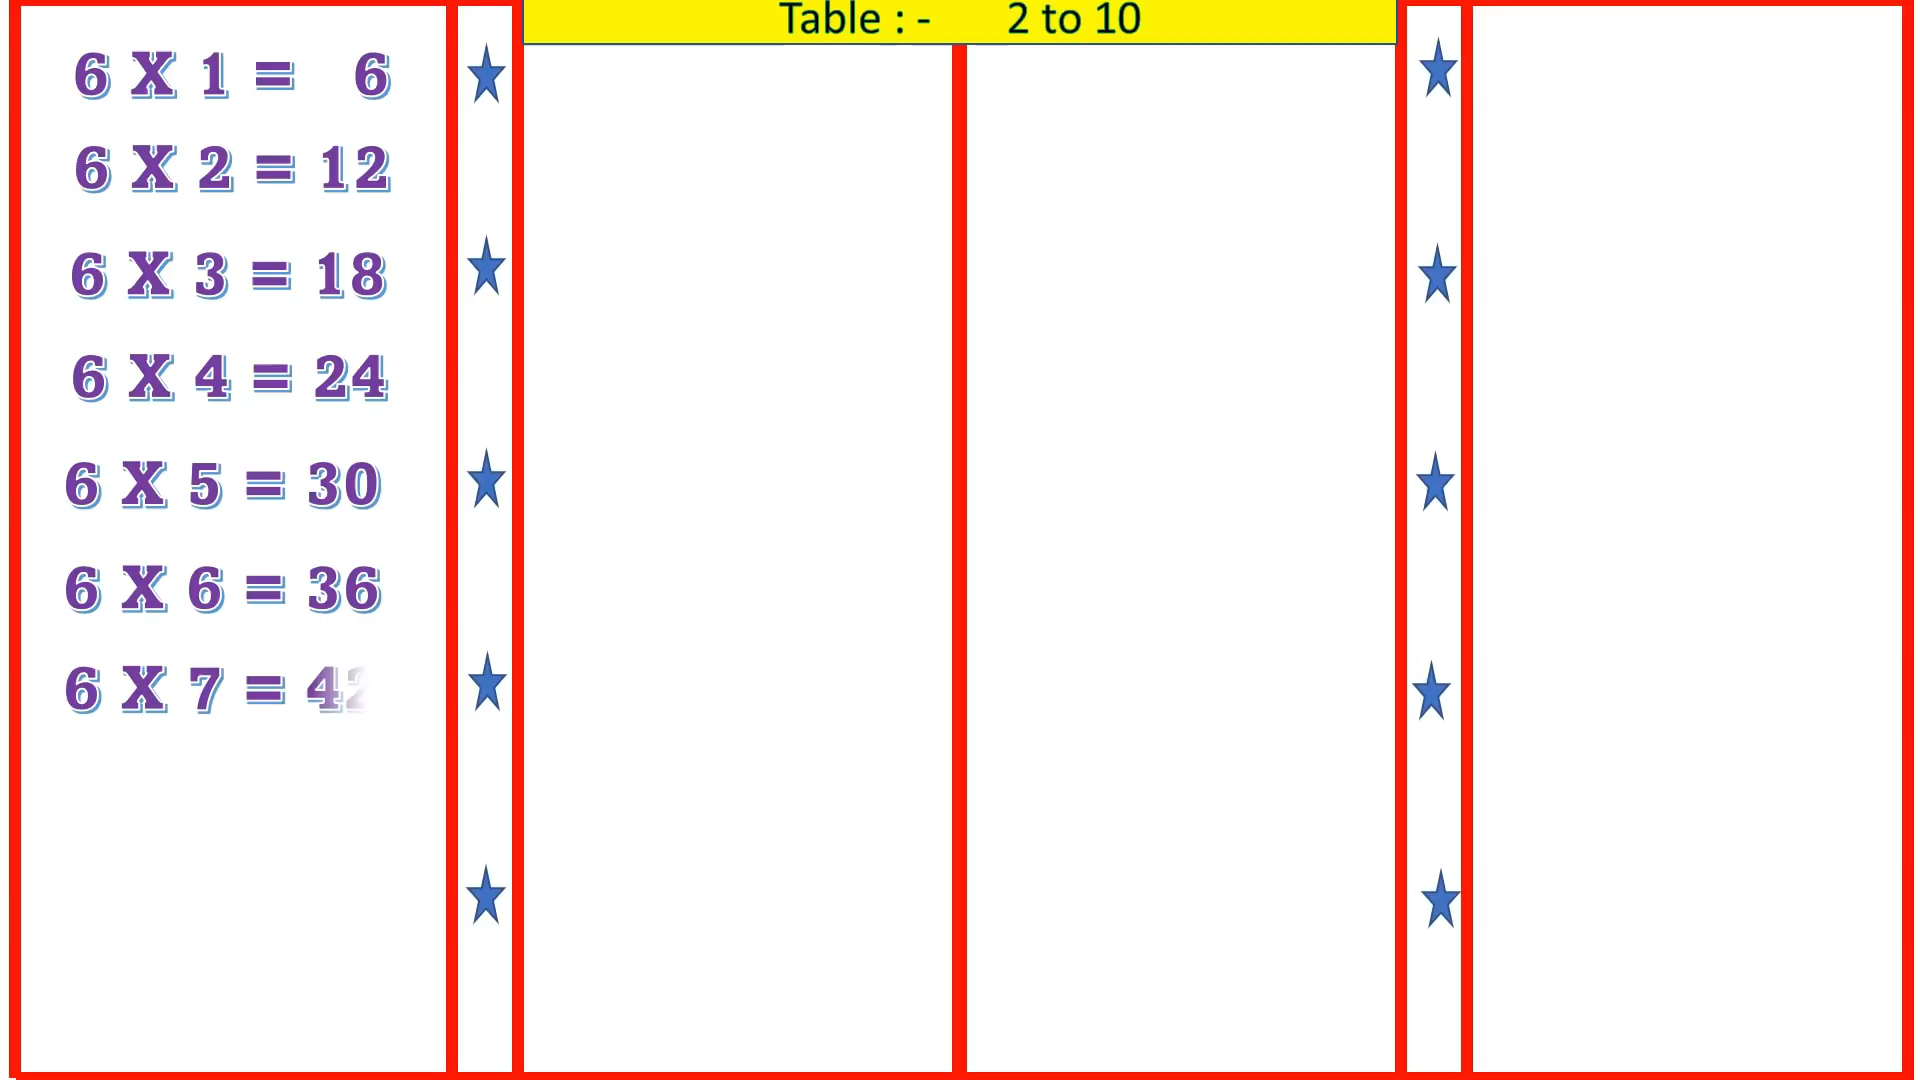 Table : - 2 to 10
6 X 1 = 6
6 X 2 = 12
6 X 3 = 18
6 X 4 = 24
6 X 5 = 30
6 X 6 = 36
6 X 7 = 42